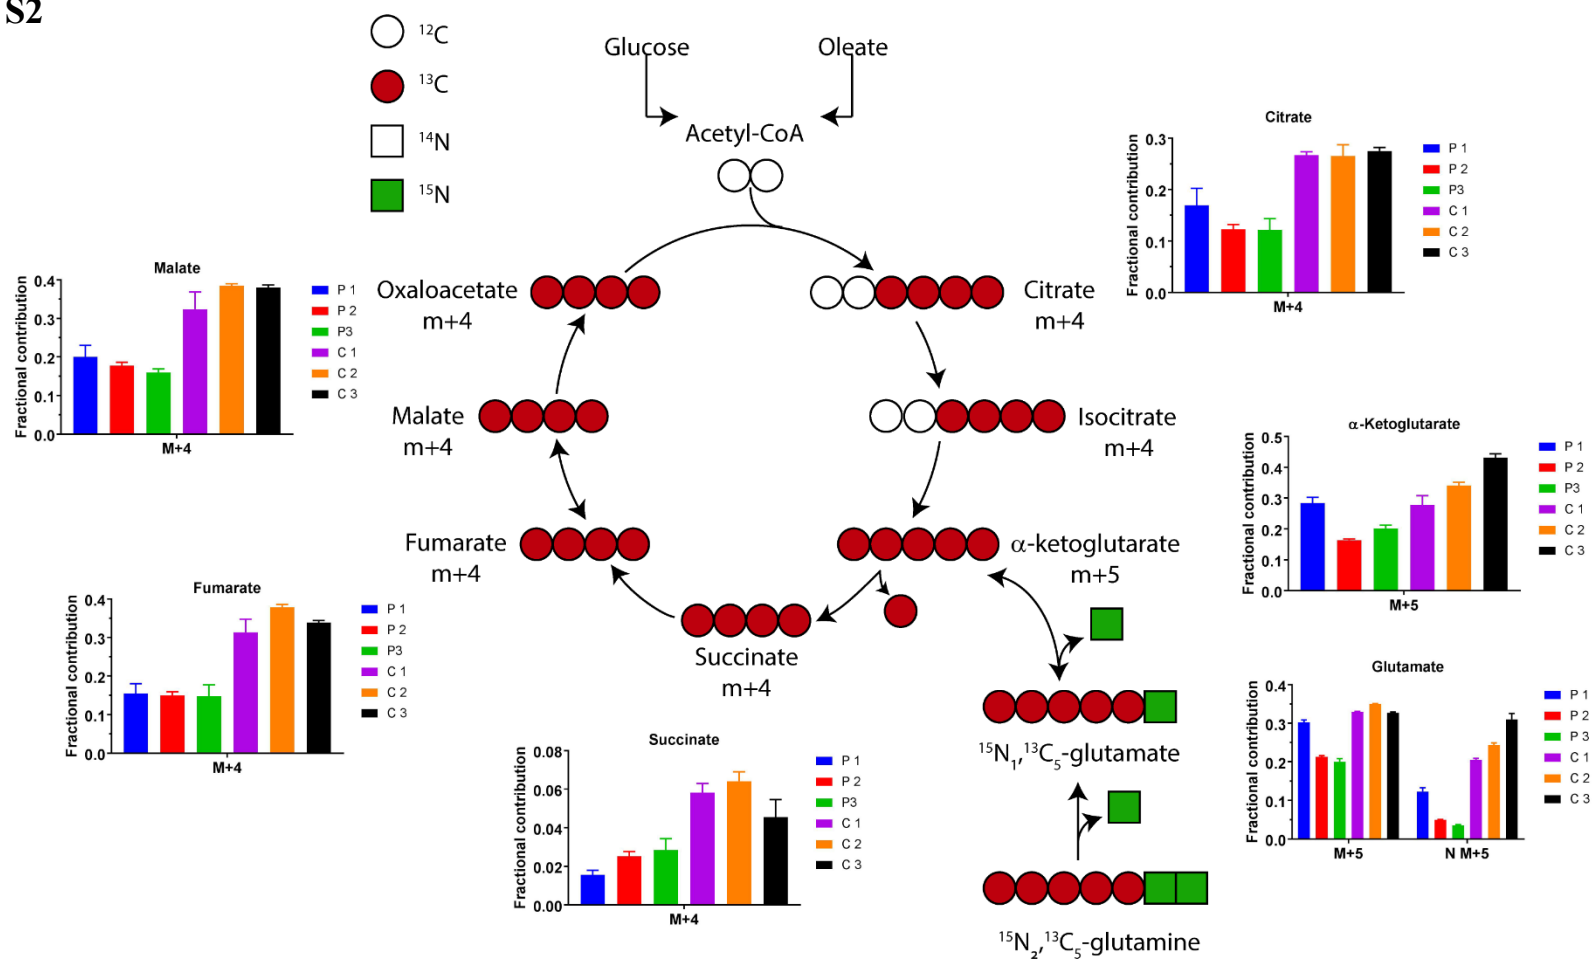 S2
¹²C
¹³C
¹⁴N
¹⁵N
Glucose
Oleate
Acetyl-CoA
Oxaloacetate
m+4
Citrate
m+4
Malate
m+4
Isocitrate
m+4
Fumarate
m+4
α-ketoglutarate
m+5
Succinate
m+4
¹⁵N₁,¹³C₅-glutamate
¹⁵N₂,¹³C₅-glutamine
Citrate
Fractional contribution
0.3
0.2
0.1
0.0
M+4
P 1
P 2
P3
C 1
C 2
C 3
Malate
Fractional contribution
0.4
0.3
0.2
0.1
0.0
M+4
P 1
P 2
P3
C 1
C 2
C 3
α-Ketoglutarate
Fractional contribution
0.5
0.4
0.3
0.2
0.1
0.0
M+5
P 1
P 2
P3
C 1
C 2
C 3
Fumarate
Fractional contribution
0.4
0.3
0.2
0.1
0.0
M+4
P 1
P 2
P3
C 1
C 2
C 3
Glutamate
Fractional contribution
0.4
0.3
0.2
0.1
0.0
M+5
N M+5
P 1
P 2
P 3
C 1
C 2
C 3
Succinate
Fractional contribution
0.08
0.06
0.04
0.02
0.00
M+4
P 1
P 2
P3
C 1
C 2
C 3